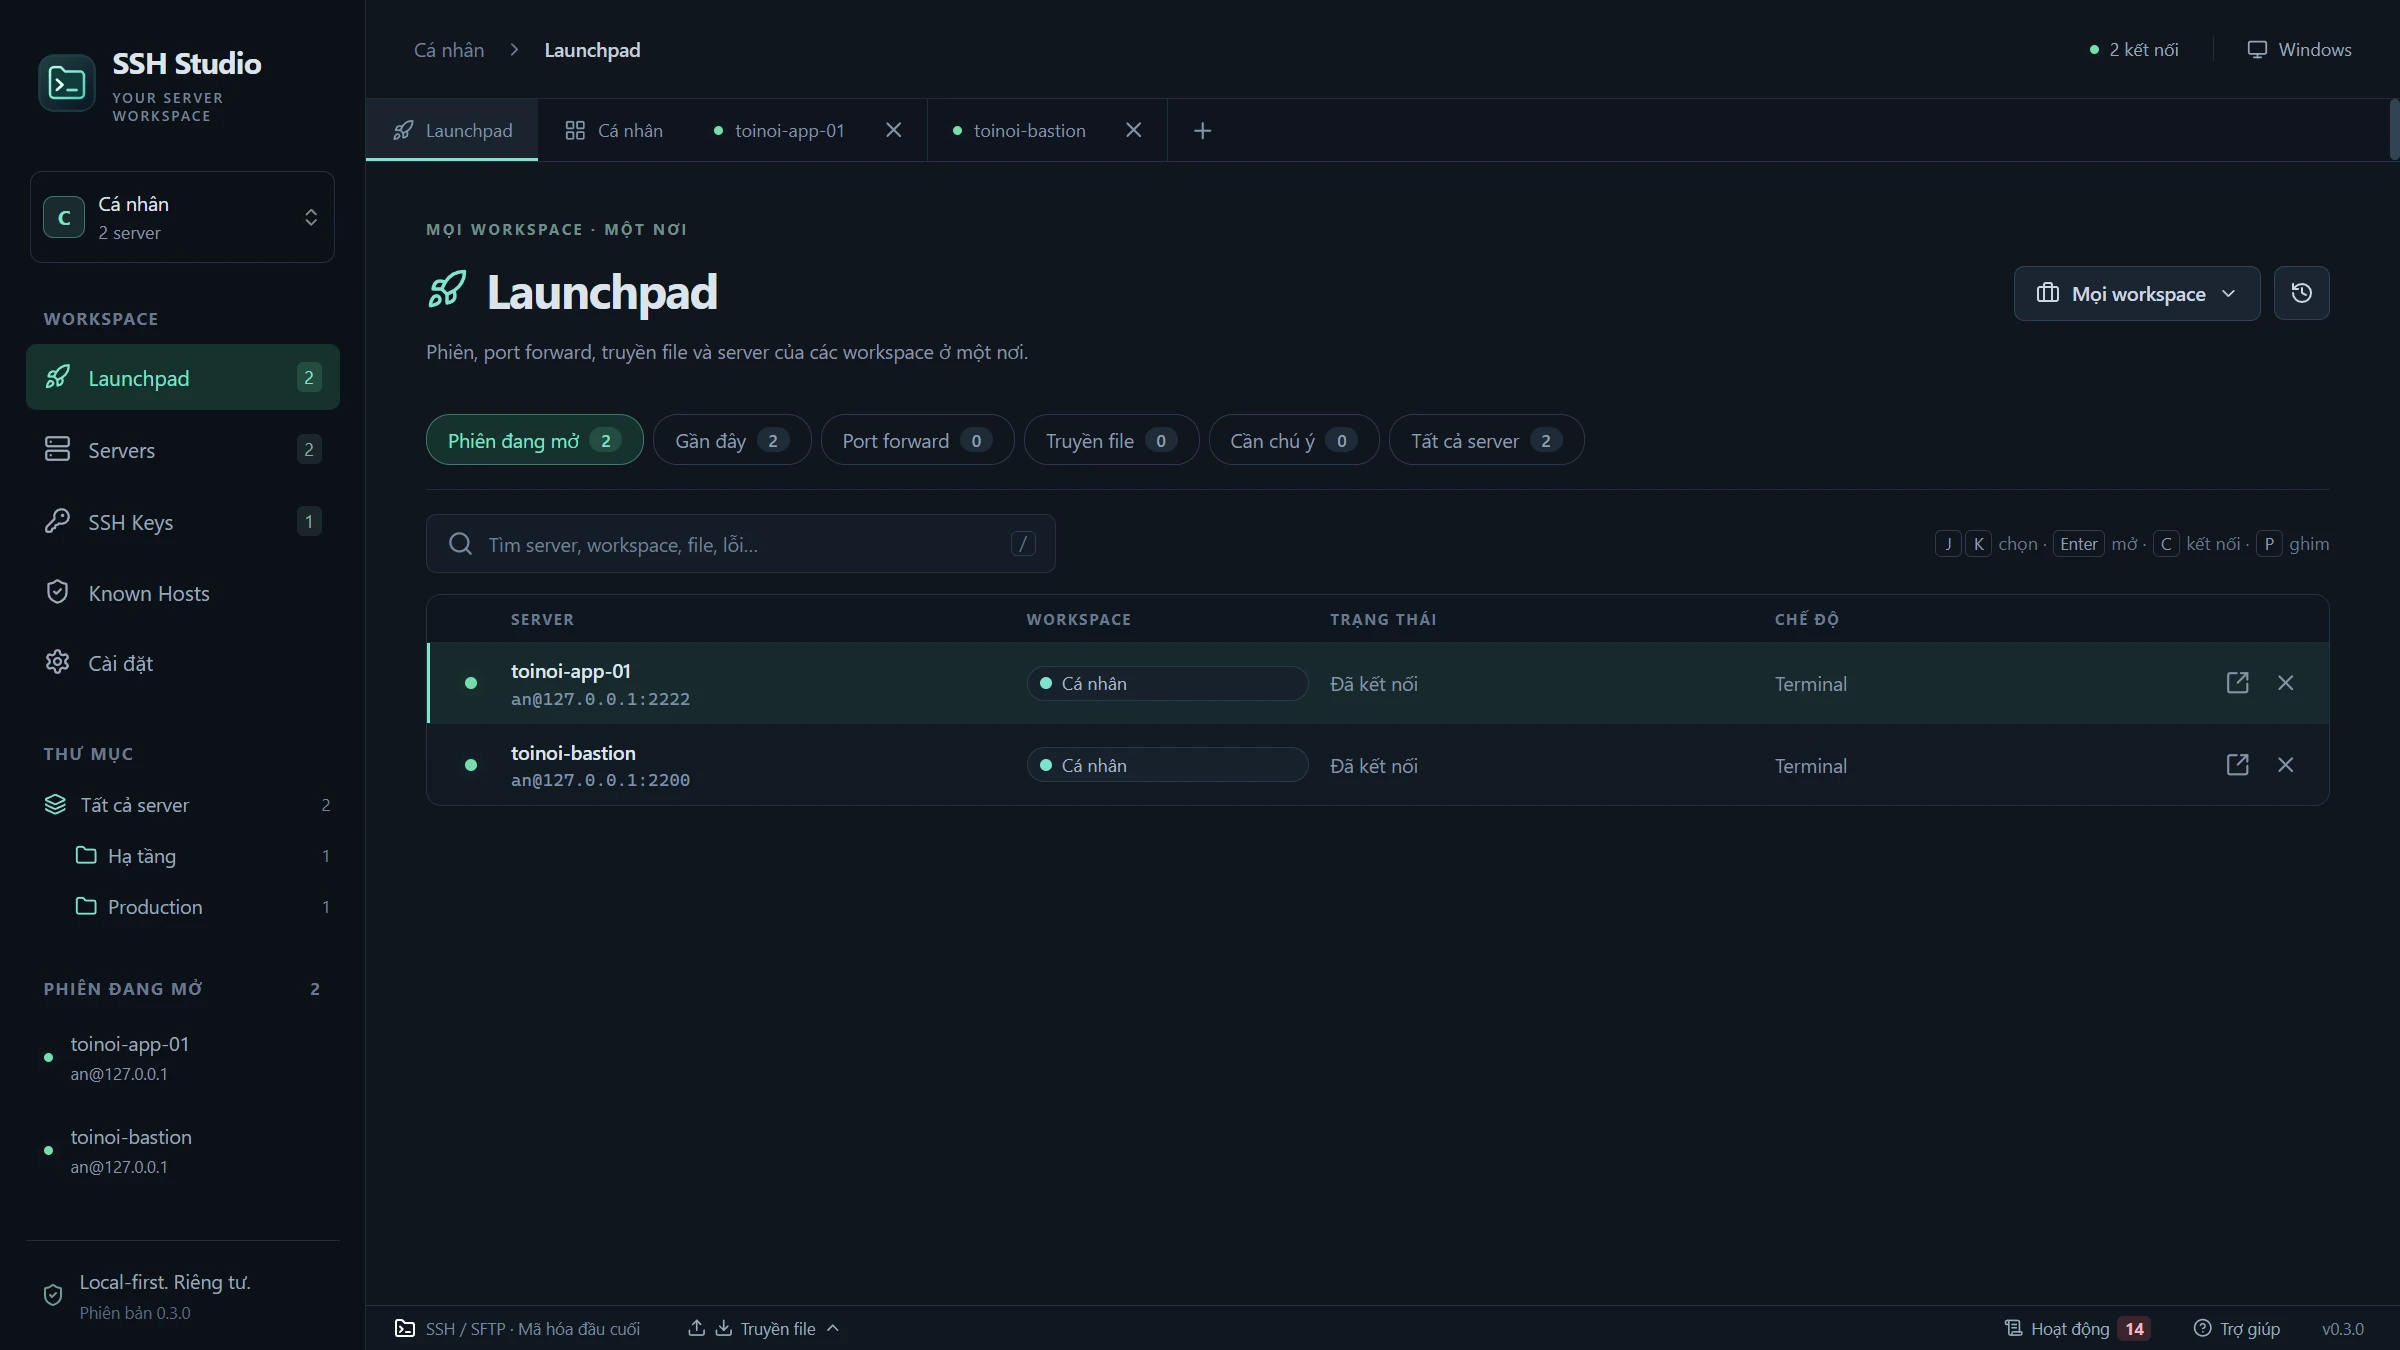 SSH Studio
YOUR SERVER
WORKSPACE
C
Cá nhân
2 server
WORKSPACE
Launchpad 2
Servers 2
SSH Keys 1
Known Hosts
Cài đặt
THƯ MỤC
Tất cả server 2
Hạ tầng 1
Production 1
PHIÊN ĐANG MỞ 2
toinoi-app-01
an@127.0.0.1
toinoi-bastion
an@127.0.0.1
Local-first. Riêng tư.
Phiên bản 0.3.0
Cá nhân > Launchpad
2 kết nối
Windows
Launchpad
Cá nhân
toinoi-app-01
toinoi-bastion
MỌI WORKSPACE · MỘT NƠI
Launchpad
Mọi workspace
Phiên, port forward, truyền file và server của các workspace ở một nơi.
Phiên đang mở 2
Gần đây 2
Port forward 0
Truyền file 0
Cần chú ý 0
Tất cả server 2
Tìm server, workspace, file, lỗi... /
J K chọn · Enter mở · C kết nối · P ghim
SERVER WORKSPACE TRẠNG THÁI CHẾ ĐỘ
toinoi-app-01
an@127.0.0.1:2222
Cá nhân
Đã kết nối
Terminal
toinoi-bastion
an@127.0.0.1:2200
Cá nhân
Đã kết nối
Terminal
SSH / SFTP · Mã hóa đầu cuối
Truyền file
Hoạt động 14
Trợ giúp
v0.3.0